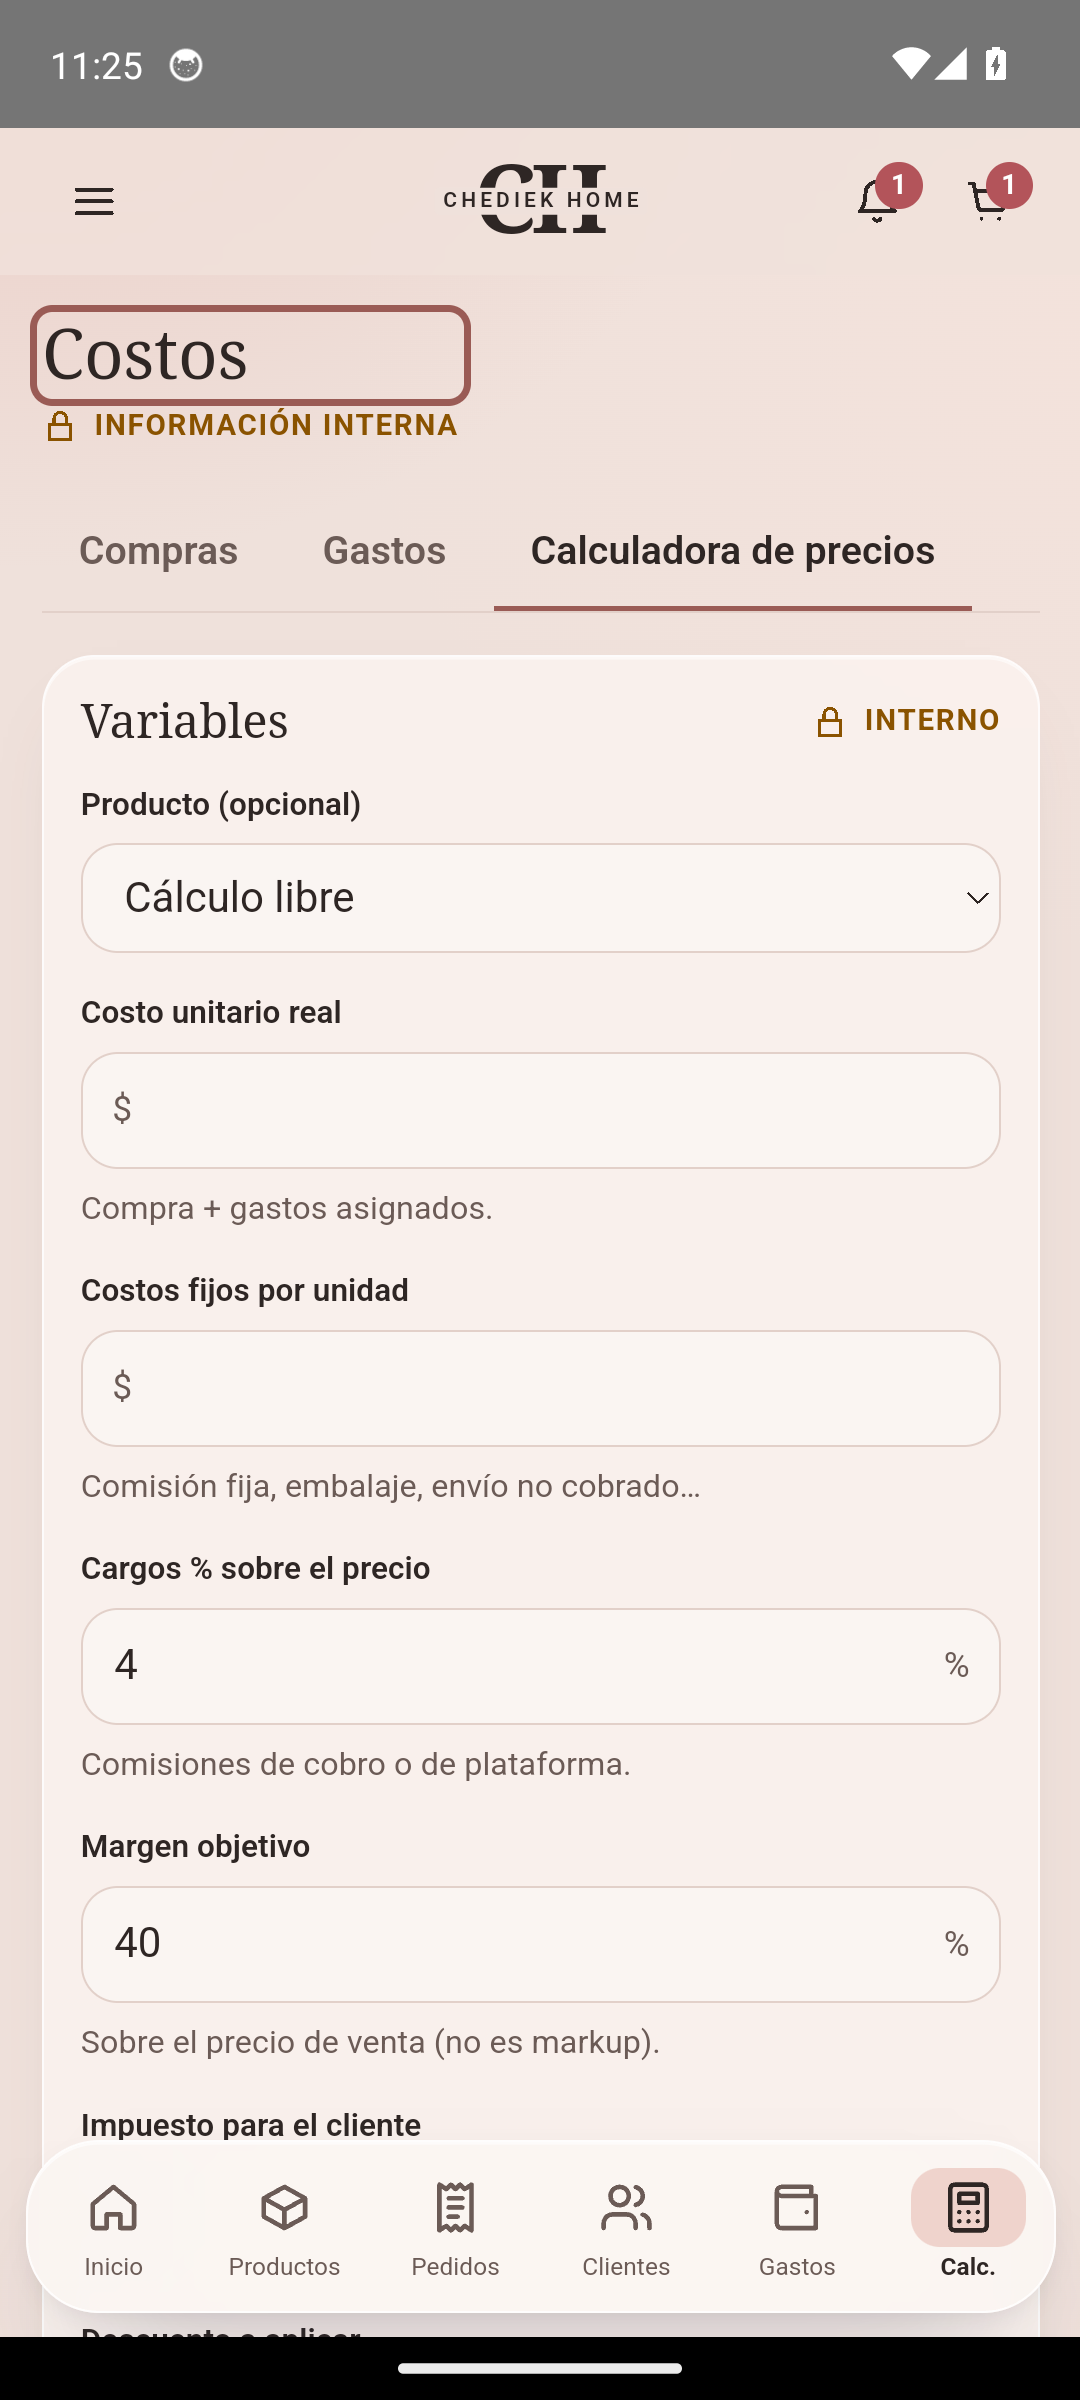 11:25
CH
CHEDIEK HOME
1
1
Costos
INFORMACIÓN INTERNA
Compras
Gastos
Calculadora de precios
Variables
INTERNO
Producto (opcional)
Cálculo libre
Costo unitario real
$
Compra + gastos asignados.
Costos fijos por unidad
$
Comisión fija, embalaje, envío no cobrado…
Cargos % sobre el precio
4
%
Comisiones de cobro o de plataforma.
Margen objetivo
40
%
Sobre el precio de venta (no es markup).
Impuesto para el cliente
Inicio
Productos
Pedidos
Clientes
Gastos
Calc.
Descuento a aplicar